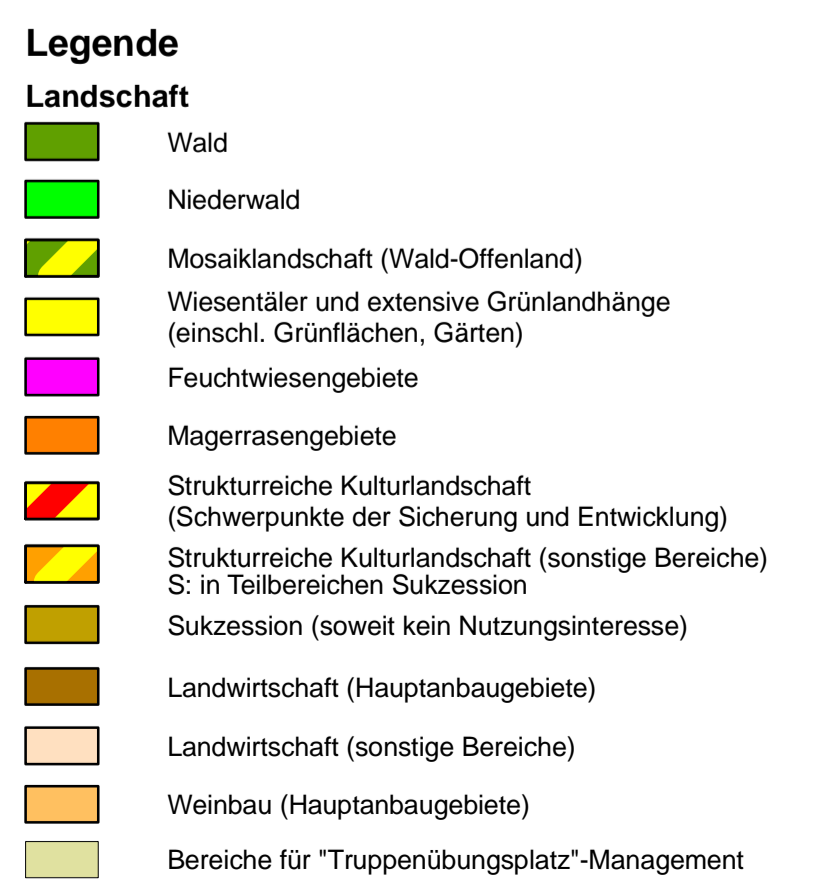 Legende
Landschaft
Wald
Niederwald
Mosaiklandschaft (Wald-Offenland)
Wiesentäler und extensive Grünlandhänge
(einschl. Grünflächen, Gärten)
Feuchtwiesengebiete
Magerrasengebiete
Strukturreiche Kulturlandschaft
(Schwerpunkte der Sicherung und Entwicklung)
Strukturreiche Kulturlandschaft (sonstige Bereiche)
S: in Teilbereichen Sukzession
Sukzession (soweit kein Nutzungsinteresse)
Landwirtschaft (Hauptanbaugebiete)
Landwirtschaft (sonstige Bereiche)
Weinbau (Hauptanbaugebiete)
Bereiche für "Truppenübungsplatz"-Management